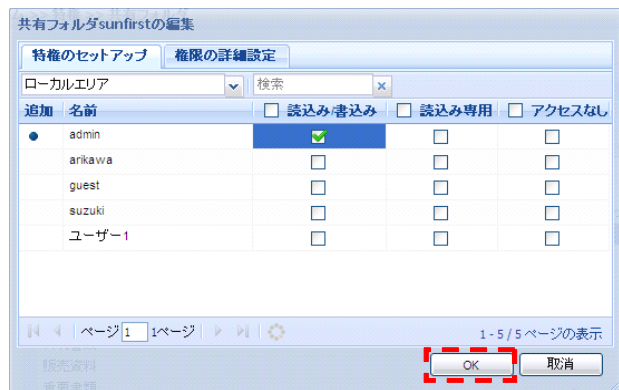 共有フォルダsunfirstの編集
特権のセットアップ 権限の詳細設定
ローカルエリア 検索
追加 名前 読込み/書込み 読込み専用 アクセスなし
admin
arikawa
guest
suzuki
ユーザー1
ページ 1 1ページ 1 - 5 / 5 ページの表示
販売資料
OK 取消
重要書類